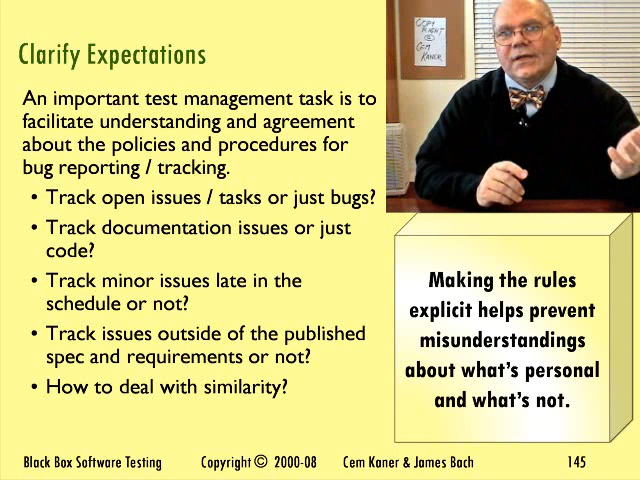 Clarify Expectations
COPY
RIGHT
©
CEM
KANER
An important test management task is to
facilitate understanding and agreement
about the policies and procedures for
bug reporting / tracking.
• Track open issues / tasks or just bugs?
• Track documentation issues or just
code?
• Track minor issues late in the
schedule or not?
• Track issues outside of the published
spec and requirements or not?
• How to deal with similarity?
Making the rules
explicit helps prevent
misunderstandings
about what's personal
and what's not.
Black Box Software Testing Copyright © 2000-08 Cem Kaner & James Bach 145